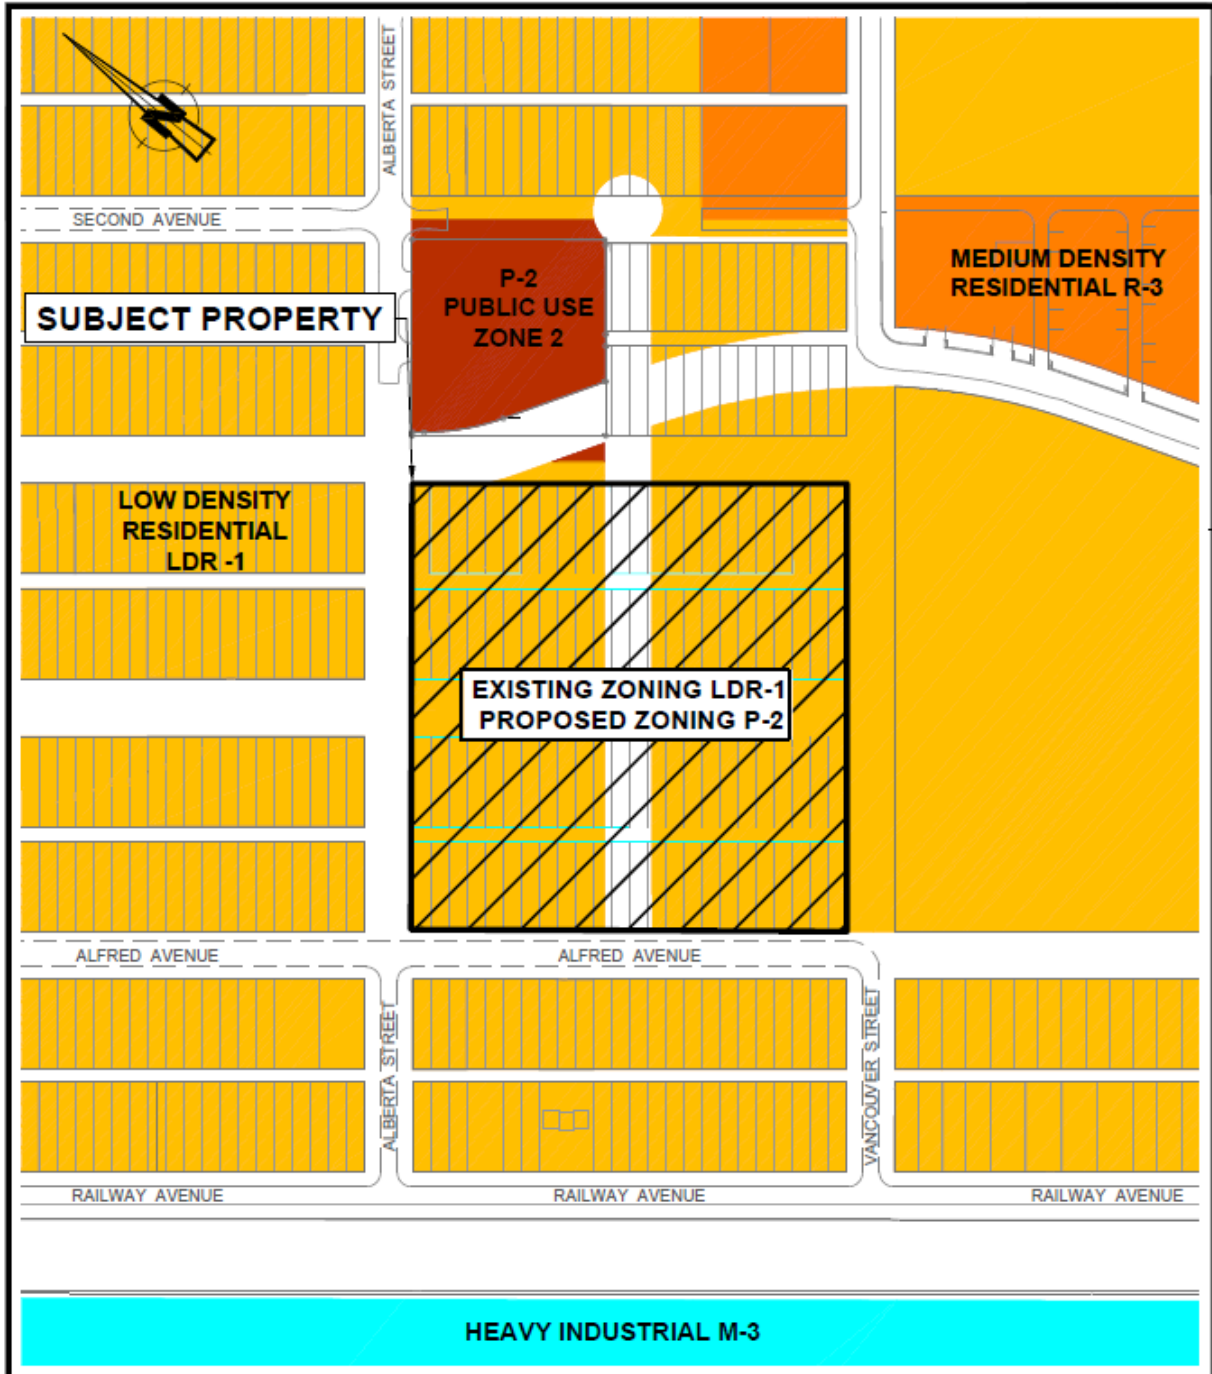 ALBERTA STREET
N
SECOND AVENUE
P-2
PUBLIC USE
ZONE 2
MEDIUM DENSITY
RESIDENTIAL R-3
SUBJECT PROPERTY
LOW DENSITY
RESIDENTIAL
LDR -1
EXISTING ZONING LDR-1
PROPOSED ZONING P-2
ALFRED AVENUE
ALFRED AVENUE
ALBERTA STREET
VANCOUVER STREET
RAILWAY AVENUE
RAILWAY AVENUE
RAILWAY AVENUE
HEAVY INDUSTRIAL M-3